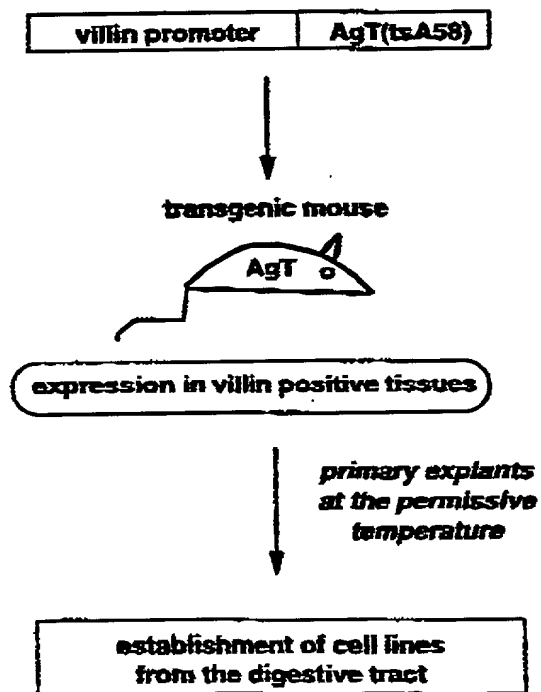 villin promoter AgT(tsA58)
transgenic mouse
AgT
expression in villin positive tissues
primary explants
at the permissive
temperature
establishment of cell lines
from the digestive tract